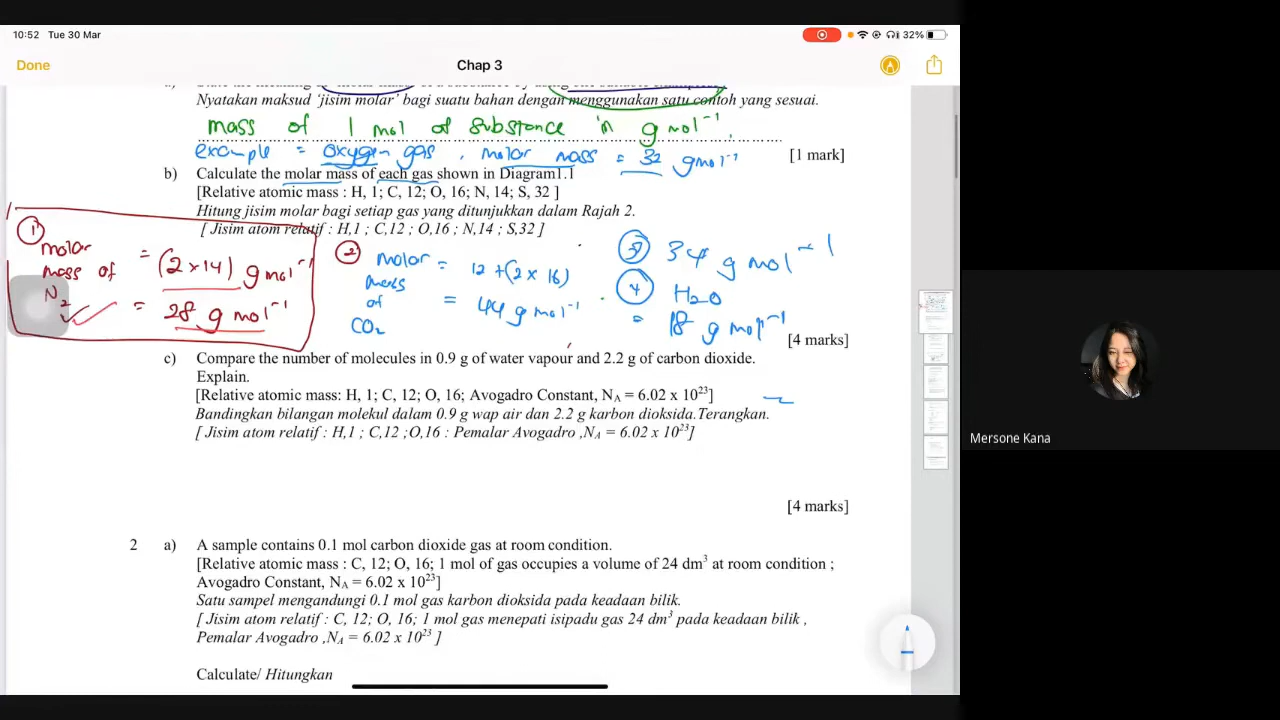 10:52 Tue 30 Mar
32%
Done
Chap 3
Nyatakan maksud 'jisim molar' bagi suatu bahan dengan menggunakan satu contoh yang sesuai.
mass of 1 mol of substance in g mol⁻¹.
example = oxygen gas, molar mass = 32 gmol⁻¹
[1 mark]
b) Calculate the molar mass of each gas shown in Diagram1.1
[Relative atomic mass : H, 1; C, 12; O, 16; N, 14; S, 32 ]
Hitung jisim molar bagi setiap gas yang ditunjukkan dalam Rajah 2.
[ Jisim atom relatif : H,1 ; C,12 ; O,16 ; N,14 ; S,32 ]
① molar mass of N₂ = (2 x 14) g mol⁻¹
= 28 g mol⁻¹
② molar mass of CO₂ = 12 + (2 x 16)
= 44 g mol⁻¹
③ 34 g mol⁻¹
④ H₂O
= 18 g mol⁻¹
[4 marks]
c) Compare the number of molecules in 0.9 g of water vapour and 2.2 g of carbon dioxide.
Explain.
[Relative atomic mass: H, 1; C, 12; O, 16; Avogadro Constant, N_A = 6.02 x 10²³]
Bandingkan bilangan molekul dalam 0.9 g wap air dan 2.2 g karbon dioksida.Terangkan.
[ Jisim atom relatif : H,1 ; C,12 ;O,16 : Pemalar Avogadro ,N_A = 6.02 x 10²³]
[4 marks]
2 a) A sample contains 0.1 mol carbon dioxide gas at room condition.
[Relative atomic mass : C, 12; O, 16; 1 mol of gas occupies a volume of 24 dm³ at room condition ;
Avogadro Constant, N_A = 6.02 x 10²³]
Satu sampel mengandungi 0.1 mol gas karbon dioksida pada keadaan bilik.
[ Jisim atom relatif : C, 12; O, 16; 1 mol gas menepati isipadu gas 24 dm³ pada keadaan bilik ,
Pemalar Avogadro ,N_A = 6.02 x 10²³ ]
Calculate/ Hitungkan
Mersone Kana